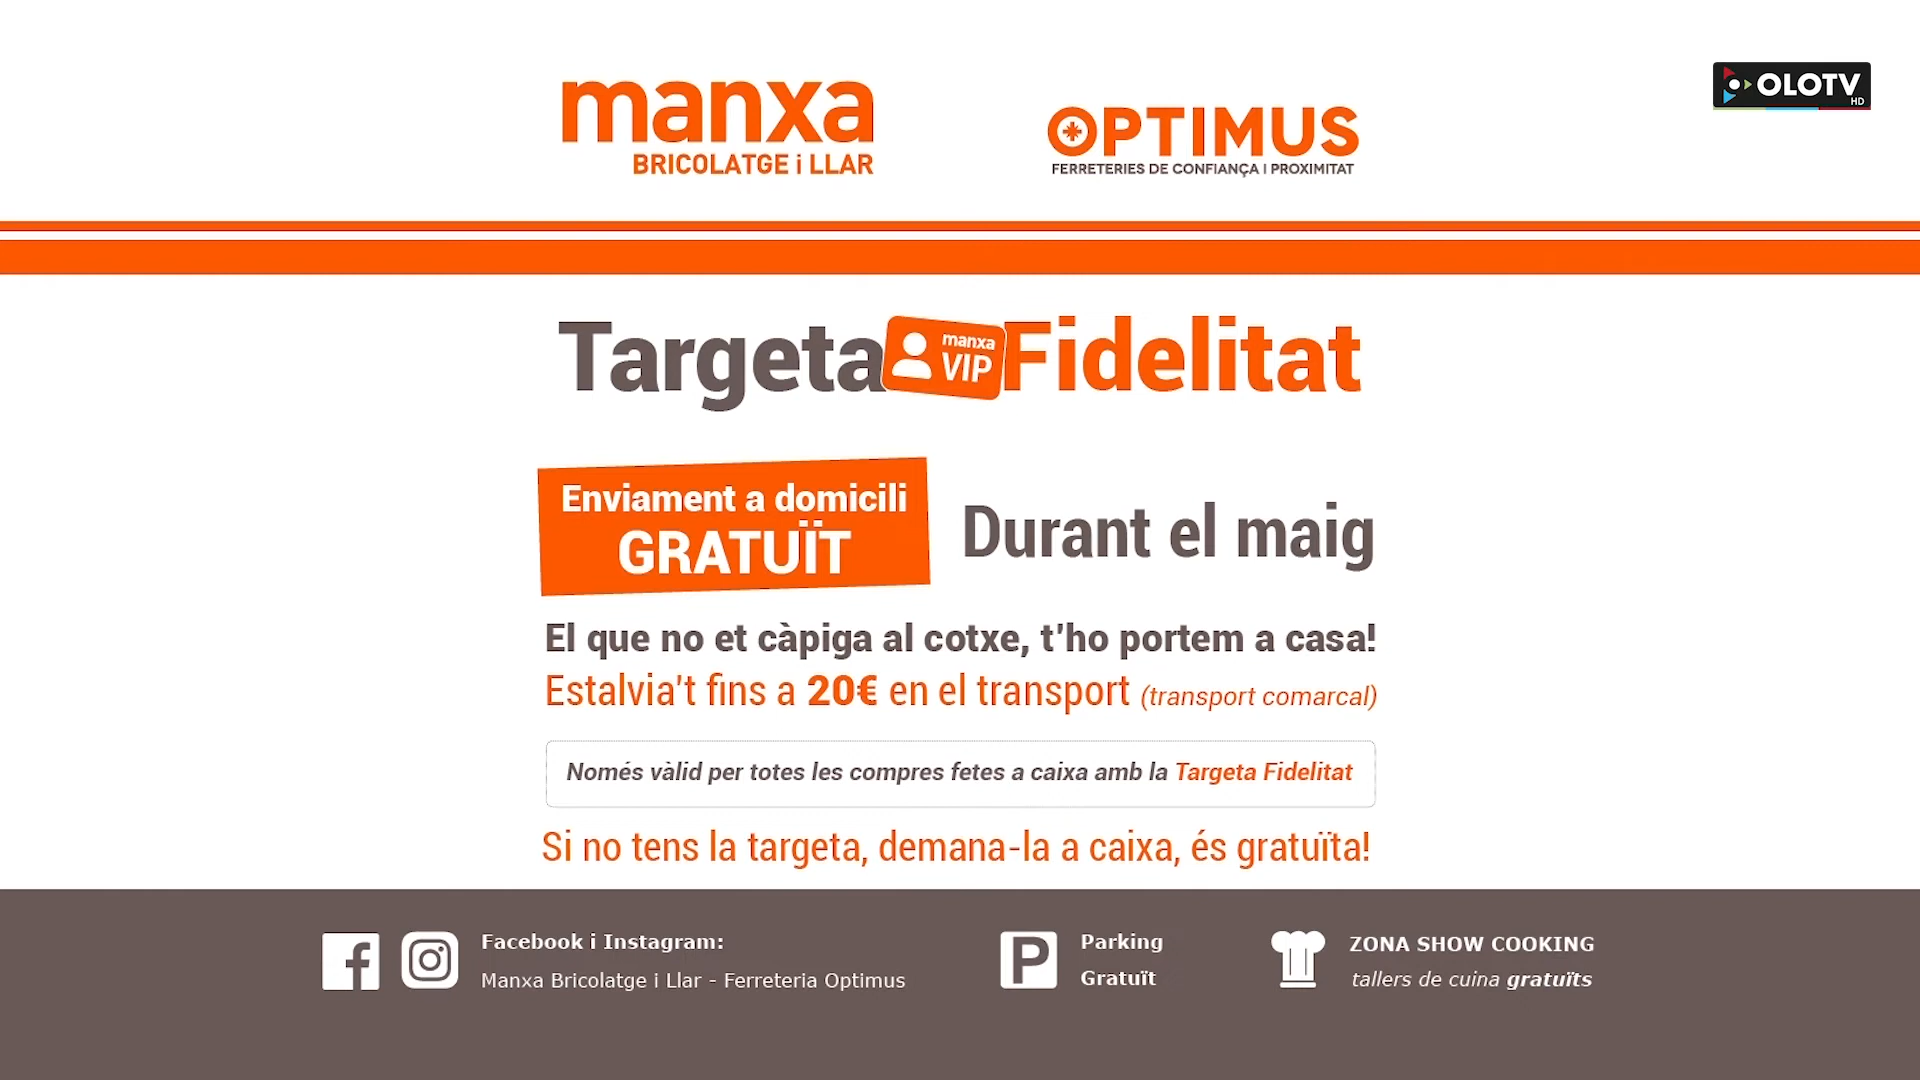 manxa
BRICOLATGE i LLAR
OPTIMUS
FERRETERIES DE CONFIANÇA I PROXIMITAT
OLOTV
HD
Targeta manxa VIP Fidelitat
Enviament a domicili
GRATUÏT
Durant el maig
El que no et càpiga al cotxe, t'ho portem a casa!
Estalvia't fins a 20€ en el transport (transport comarcal)
Només vàlid per totes les compres fetes a caixa amb la Targeta Fidelitat
Si no tens la targeta, demana-la a caixa, és gratuïta!
Facebook i Instagram:
Manxa Bricolatge i Llar - Ferreteria Optimus
P
Parking
Gratuït
ZONA SHOW COOKING
tallers de cuina gratuïts